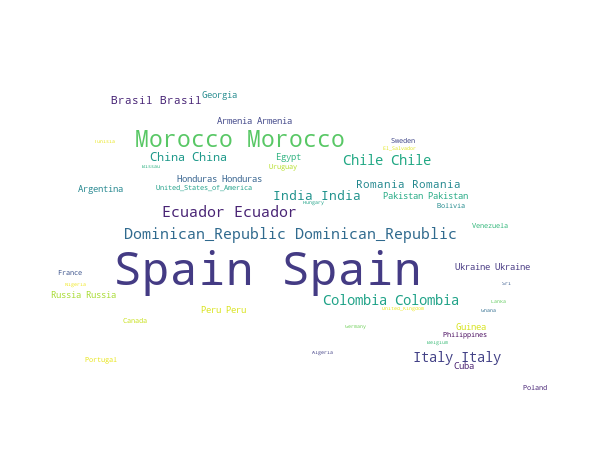 Georgia
Brasil Brasil
Armenia Armenia
Morocco Morocco
Tunisia
Sweden
El_Salvador
China China
Egypt
Chile Chile
Bissau
Uruguay
Honduras Honduras
Romania Romania
Argentina
United_States_of_America
India India
Pakistan Pakistan
Hungary
Bolivia
Ecuador Ecuador
Venezuela
Dominican_Republic Dominican_Republic
Spain Spain
Ukraine Ukraine
France
Nigeria
Sri
Russia Russia
Colombia Colombia
Lanka
Peru Peru
United_Kingdom
Ghana
Canada
Germany
Guinea
Philippines
Belgium
Algeria
Italy Italy
Portugal
Cuba
Poland